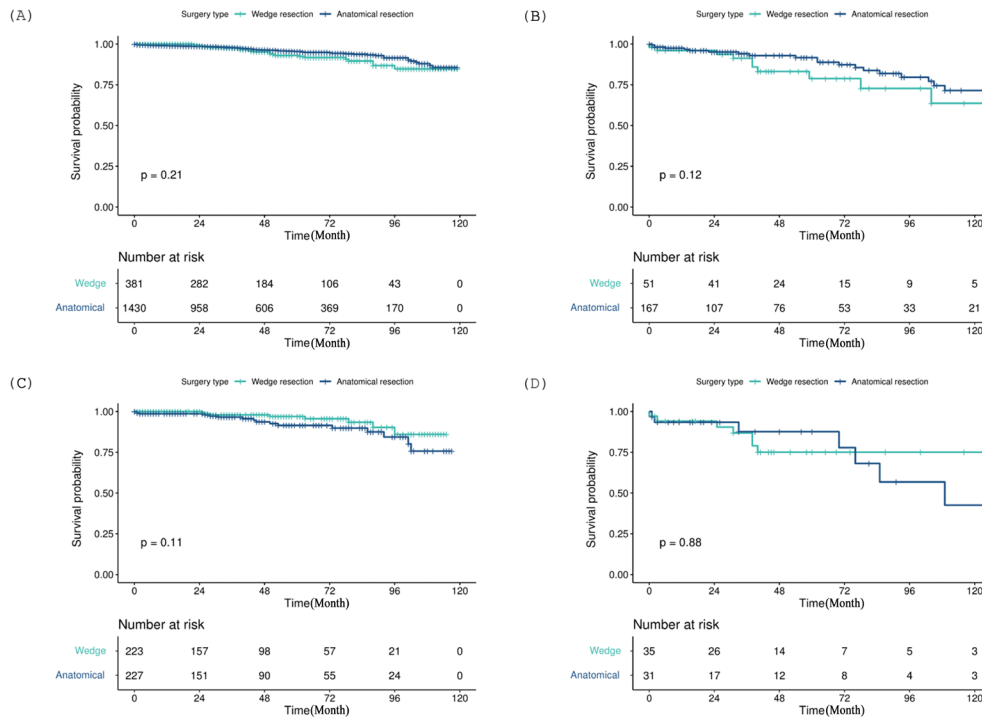 (A)
Surgery type Wedge resection Anatomical resection
1.00
0.75
0.50
0.25
0.00
Survival probability
p = 0.21
0 24 48 72 96 120
Time(Month)
Number at risk
Wedge 381 282 184 106 43 0
Anatomical 1430 958 606 369 170 0
0 24 48 72 96 120
Time(Month)
(B)
Surgery type Wedge resection Anatomical resection
1.00
0.75
0.50
0.25
0.00
Survival probability
p = 0.12
0 24 48 72 96 120
Time(Month)
Number at risk
Wedge 51 41 24 15 9 5
Anatomical 167 107 76 53 33 21
0 24 48 72 96 120
Time(Month)
(C)
Surgery type Wedge resection Anatomical resection
1.00
0.75
0.50
0.25
0.00
Survival probability
p = 0.11
0 24 48 72 96 120
Time(Month)
Number at risk
Wedge 223 157 98 57 21 0
Anatomical 227 151 90 55 24 0
0 24 48 72 96 120
Time(Month)
(D)
Surgery type Wedge resection Anatomical resection
1.00
0.75
0.50
0.25
0.00
Survival probability
p = 0.88
0 24 48 72 96 120
Time(Month)
Number at risk
Wedge 35 26 14 7 5 3
Anatomical 31 17 12 8 4 3
0 24 48 72 96 120
Time(Month)